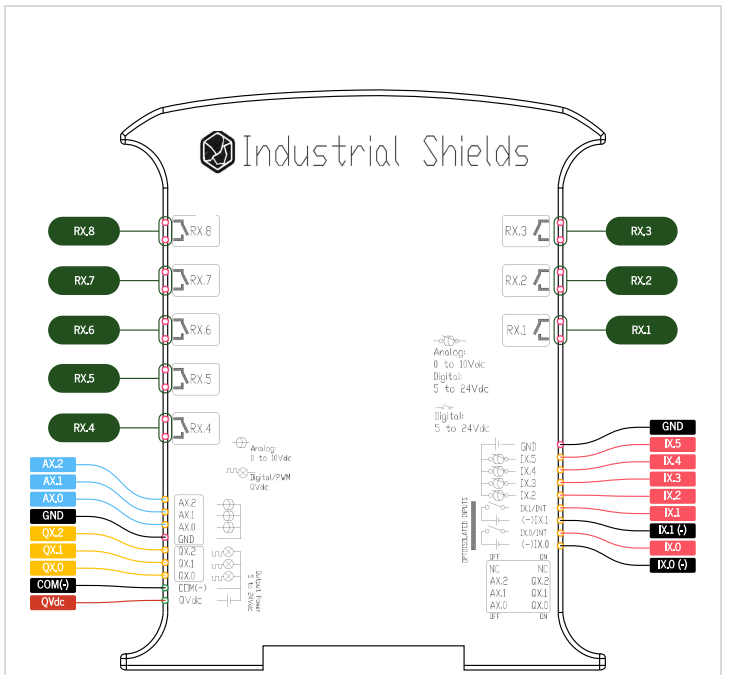 Industrial Shields
RX.8
RX.8
RX.7
RX.7
RX.6
RX.6
RX.5
RX.5
RX.4
RX.4
RX.3
RX.3
RX.2
RX.2
RX.1
RX.1
Analog:
0 to 10Vdc
Digital:
5 to 24Vdc
Digital:
5 to 24Vdc
Analog:
0 to 10Vdc
Digital/PWM
QVdc
AX.2
AX.1
AX.0
GND
QX.2
QX.1
QX.0
COM(-)
QVdc
AX.2
AX.1
AX.0
GND
QX.2
QX.1
QX.0
COM(-)
QVdc
Output Power
5 to 24Vdc
OPTOISOLATED INPUTS
GND
IX.5
IX.4
IX.3
IX.2
IX.1/INT
(-)IX.1
IX.0/INT
(-)IX.0
GND
IX.5
IX.4
IX.3
IX.2
IX.1
IX.1 (-)
IX.0
IX.0 (-)
OFF ON
NC NC
AX.2 QX.2
AX.1 QX.1
AX.0 QX.0
OFF ON